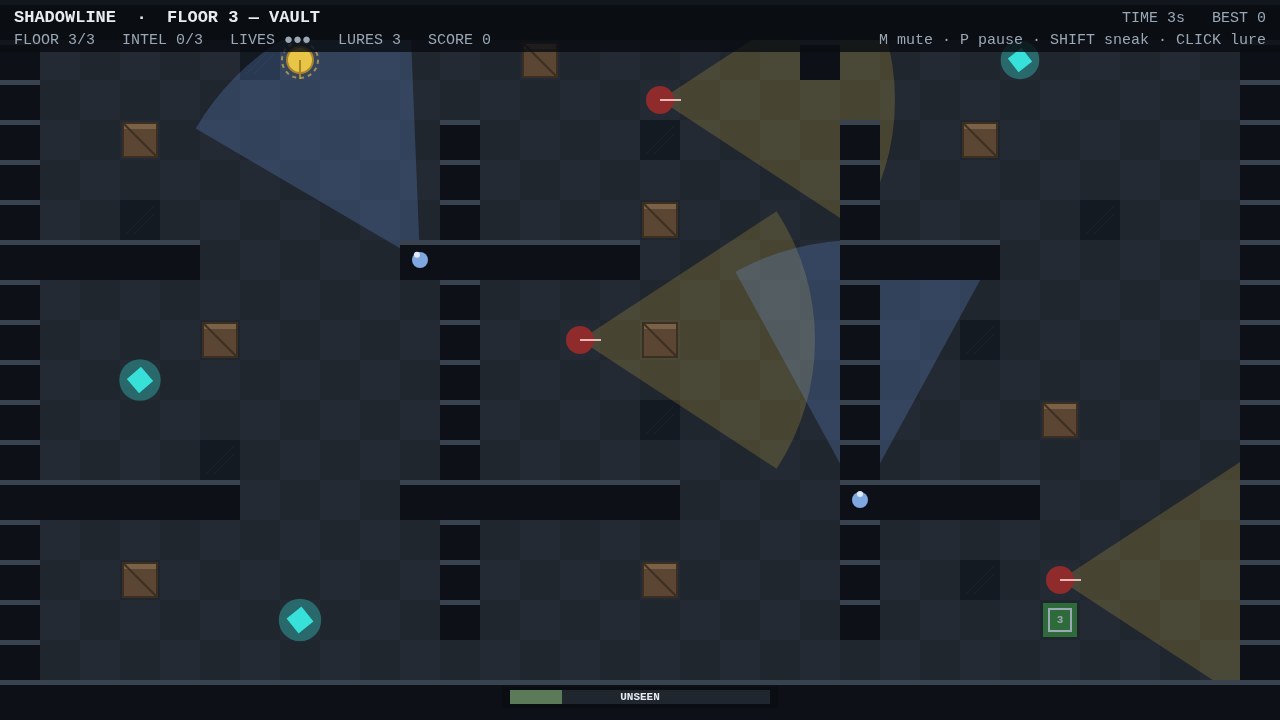 SHADOWLINE · FLOOR 3 — VAULT
TIME 3s BEST 0
FLOOR 3/3 INTEL 0/3 LIVES ●●● LURES 3 SCORE 0
M mute · P pause · SHIFT sneak · CLICK lure
3
UNSEEN